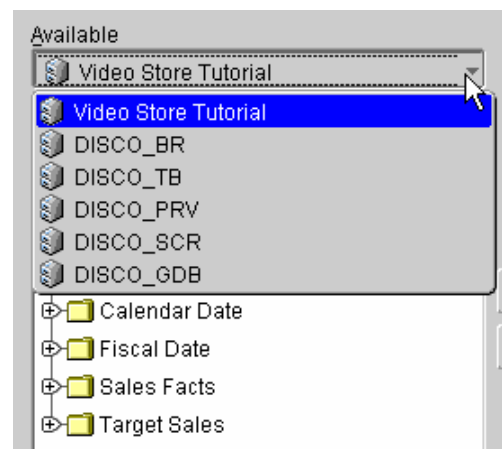 Available
Video Store Tutorial
Video Store Tutorial
DISCO_BR
DISCO_TB
DISCO_PRV
DISCO_SCR
DISCO_GDB
Calendar Date
Fiscal Date
Sales Facts
Target Sales